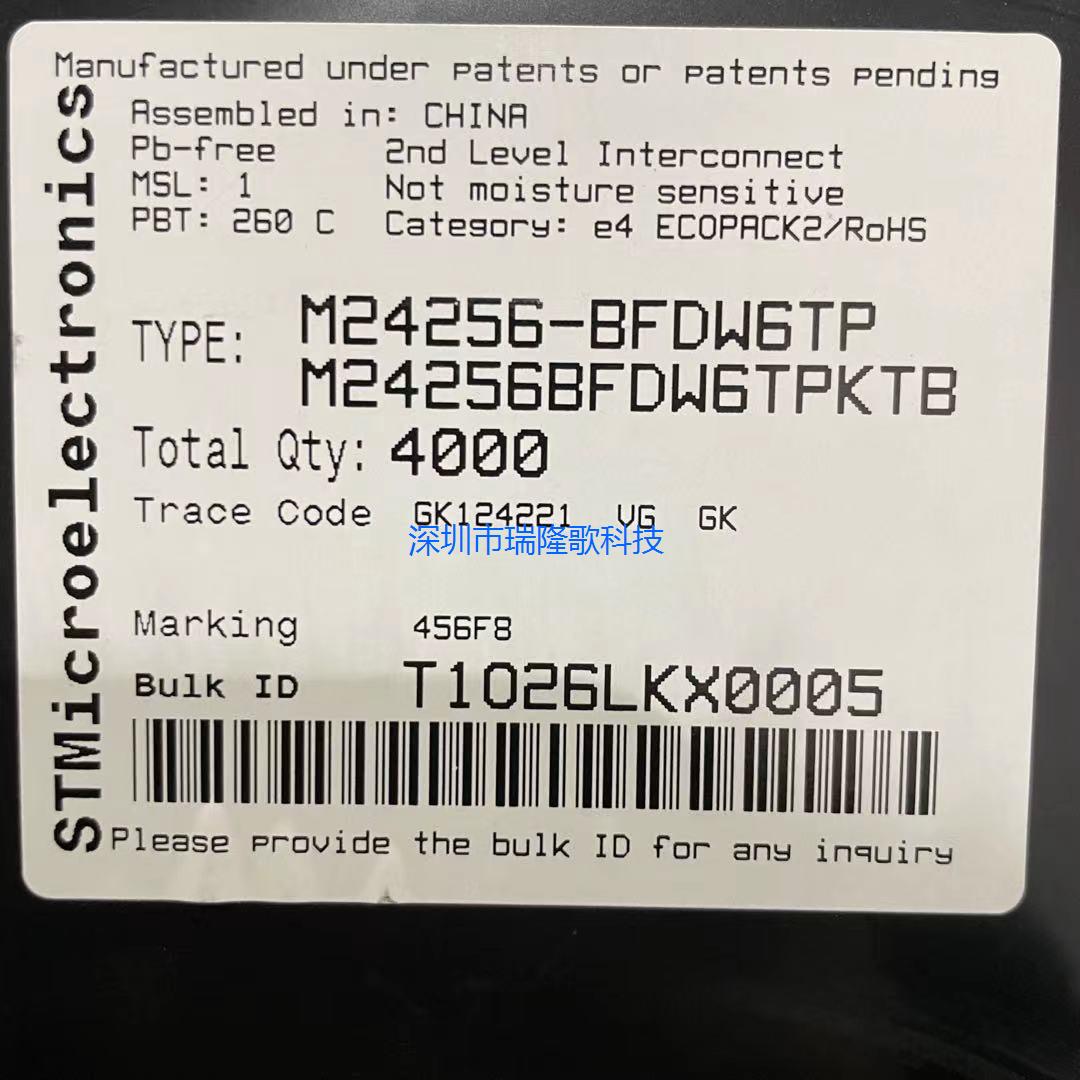 Manufactured under patents or patents pending
Assembled in: CHINA
Pb-free 2nd Level Interconnect
MSL: 1 Not moisture sensitive
PBT: 260 C Category: e4 ECOPACK2/RoHS
TYPE: M24256-BFDW6TP
M24256BFDW6TPKTB
Total Qty: 4000
Trace Code GK124221 VG GK
深圳市瑞隆歌科技
Marking 456F8
Bulk ID T1026LKX0005
Please provide the bulk ID for any inquiry
STMicroelectronics